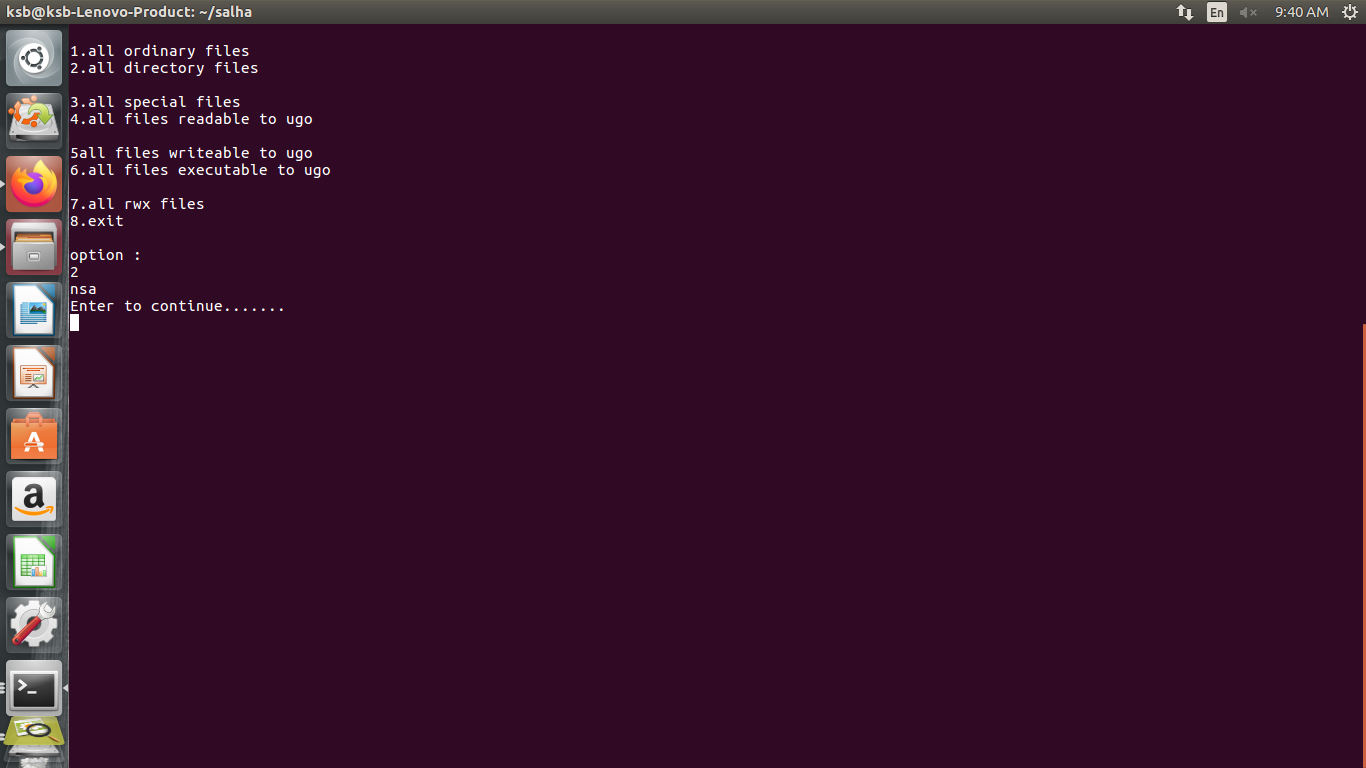 ksb@ksb-Lenovo-Product: ~/salha
En
9:40 AM
1.all ordinary files
2.all directory files
3.all special files
4.all files readable to ugo
5all files writeable to ugo
6.all files executable to ugo
7.all rwx files
8.exit
option :
2
nsa
Enter to continue.......